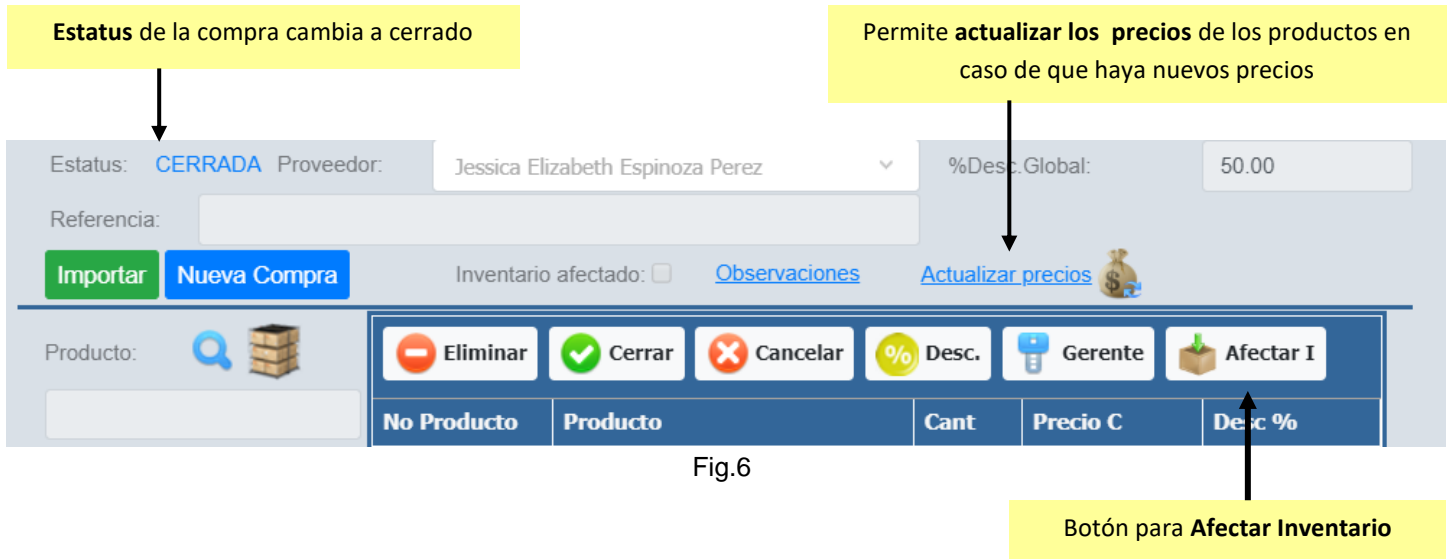 Estatus de la compra cambia a cerrado
Permite actualizar los precios de los productos en
caso de que haya nuevos precios
Estatus: CERRADA Proveedor: Jessica Elizabeth Espinoza Perez %Desc.Global: 50.00
Referencia:
Importar Nueva Compra Inventario afectado: Observaciones Actualizar precios
Producto: Eliminar Cerrar Cancelar % Desc. Gerente Afectar I
No Producto Producto Cant Precio C Desc %
Fig.6
Botón para Afectar Inventario